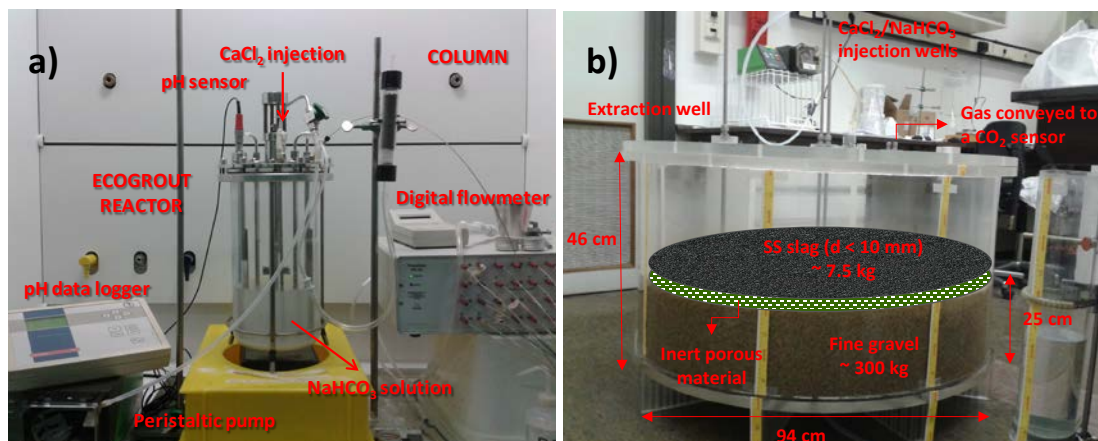 a)
CaCl₂ injection
pH sensor
COLUMN
ECOGROUT
REACTOR
Digital flowmeter
pH data logger
NaHCO₃ solution
Peristaltic pump
b)
CaCl₂/NaHCO₃
injection wells
Extraction well
Gas conveyed to
a CO₂ sensor
46 cm
SS slag (d < 10 mm)
~ 7.5 kg
25 cm
Inert porous
material
Fine gravel
~ 300 kg
94 cm